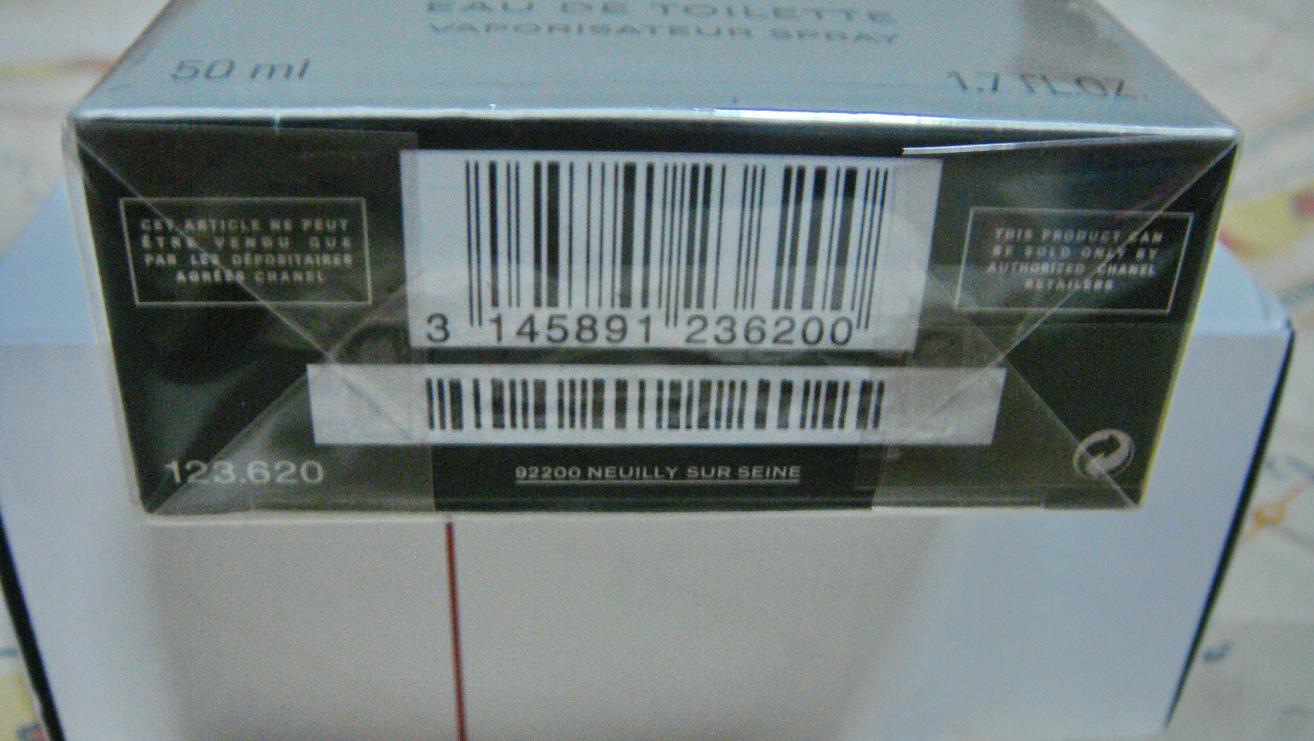 EAU DE TOILETTE
VAPORISATEUR SPRAY
50 ml
1.7 FL.OZ.
CET ARTICLE NE PEUT
ÊTRE VENDU QUE
PAR LES DÉPOSITAIRES
AGRÉÉS CHANEL
THIS PRODUCT CAN
BE SOLD ONLY BY
AUTHORIZED CHANEL
RETAILERS
3 145891 236200
123.620
92200 NEUILLY SUR SEINE